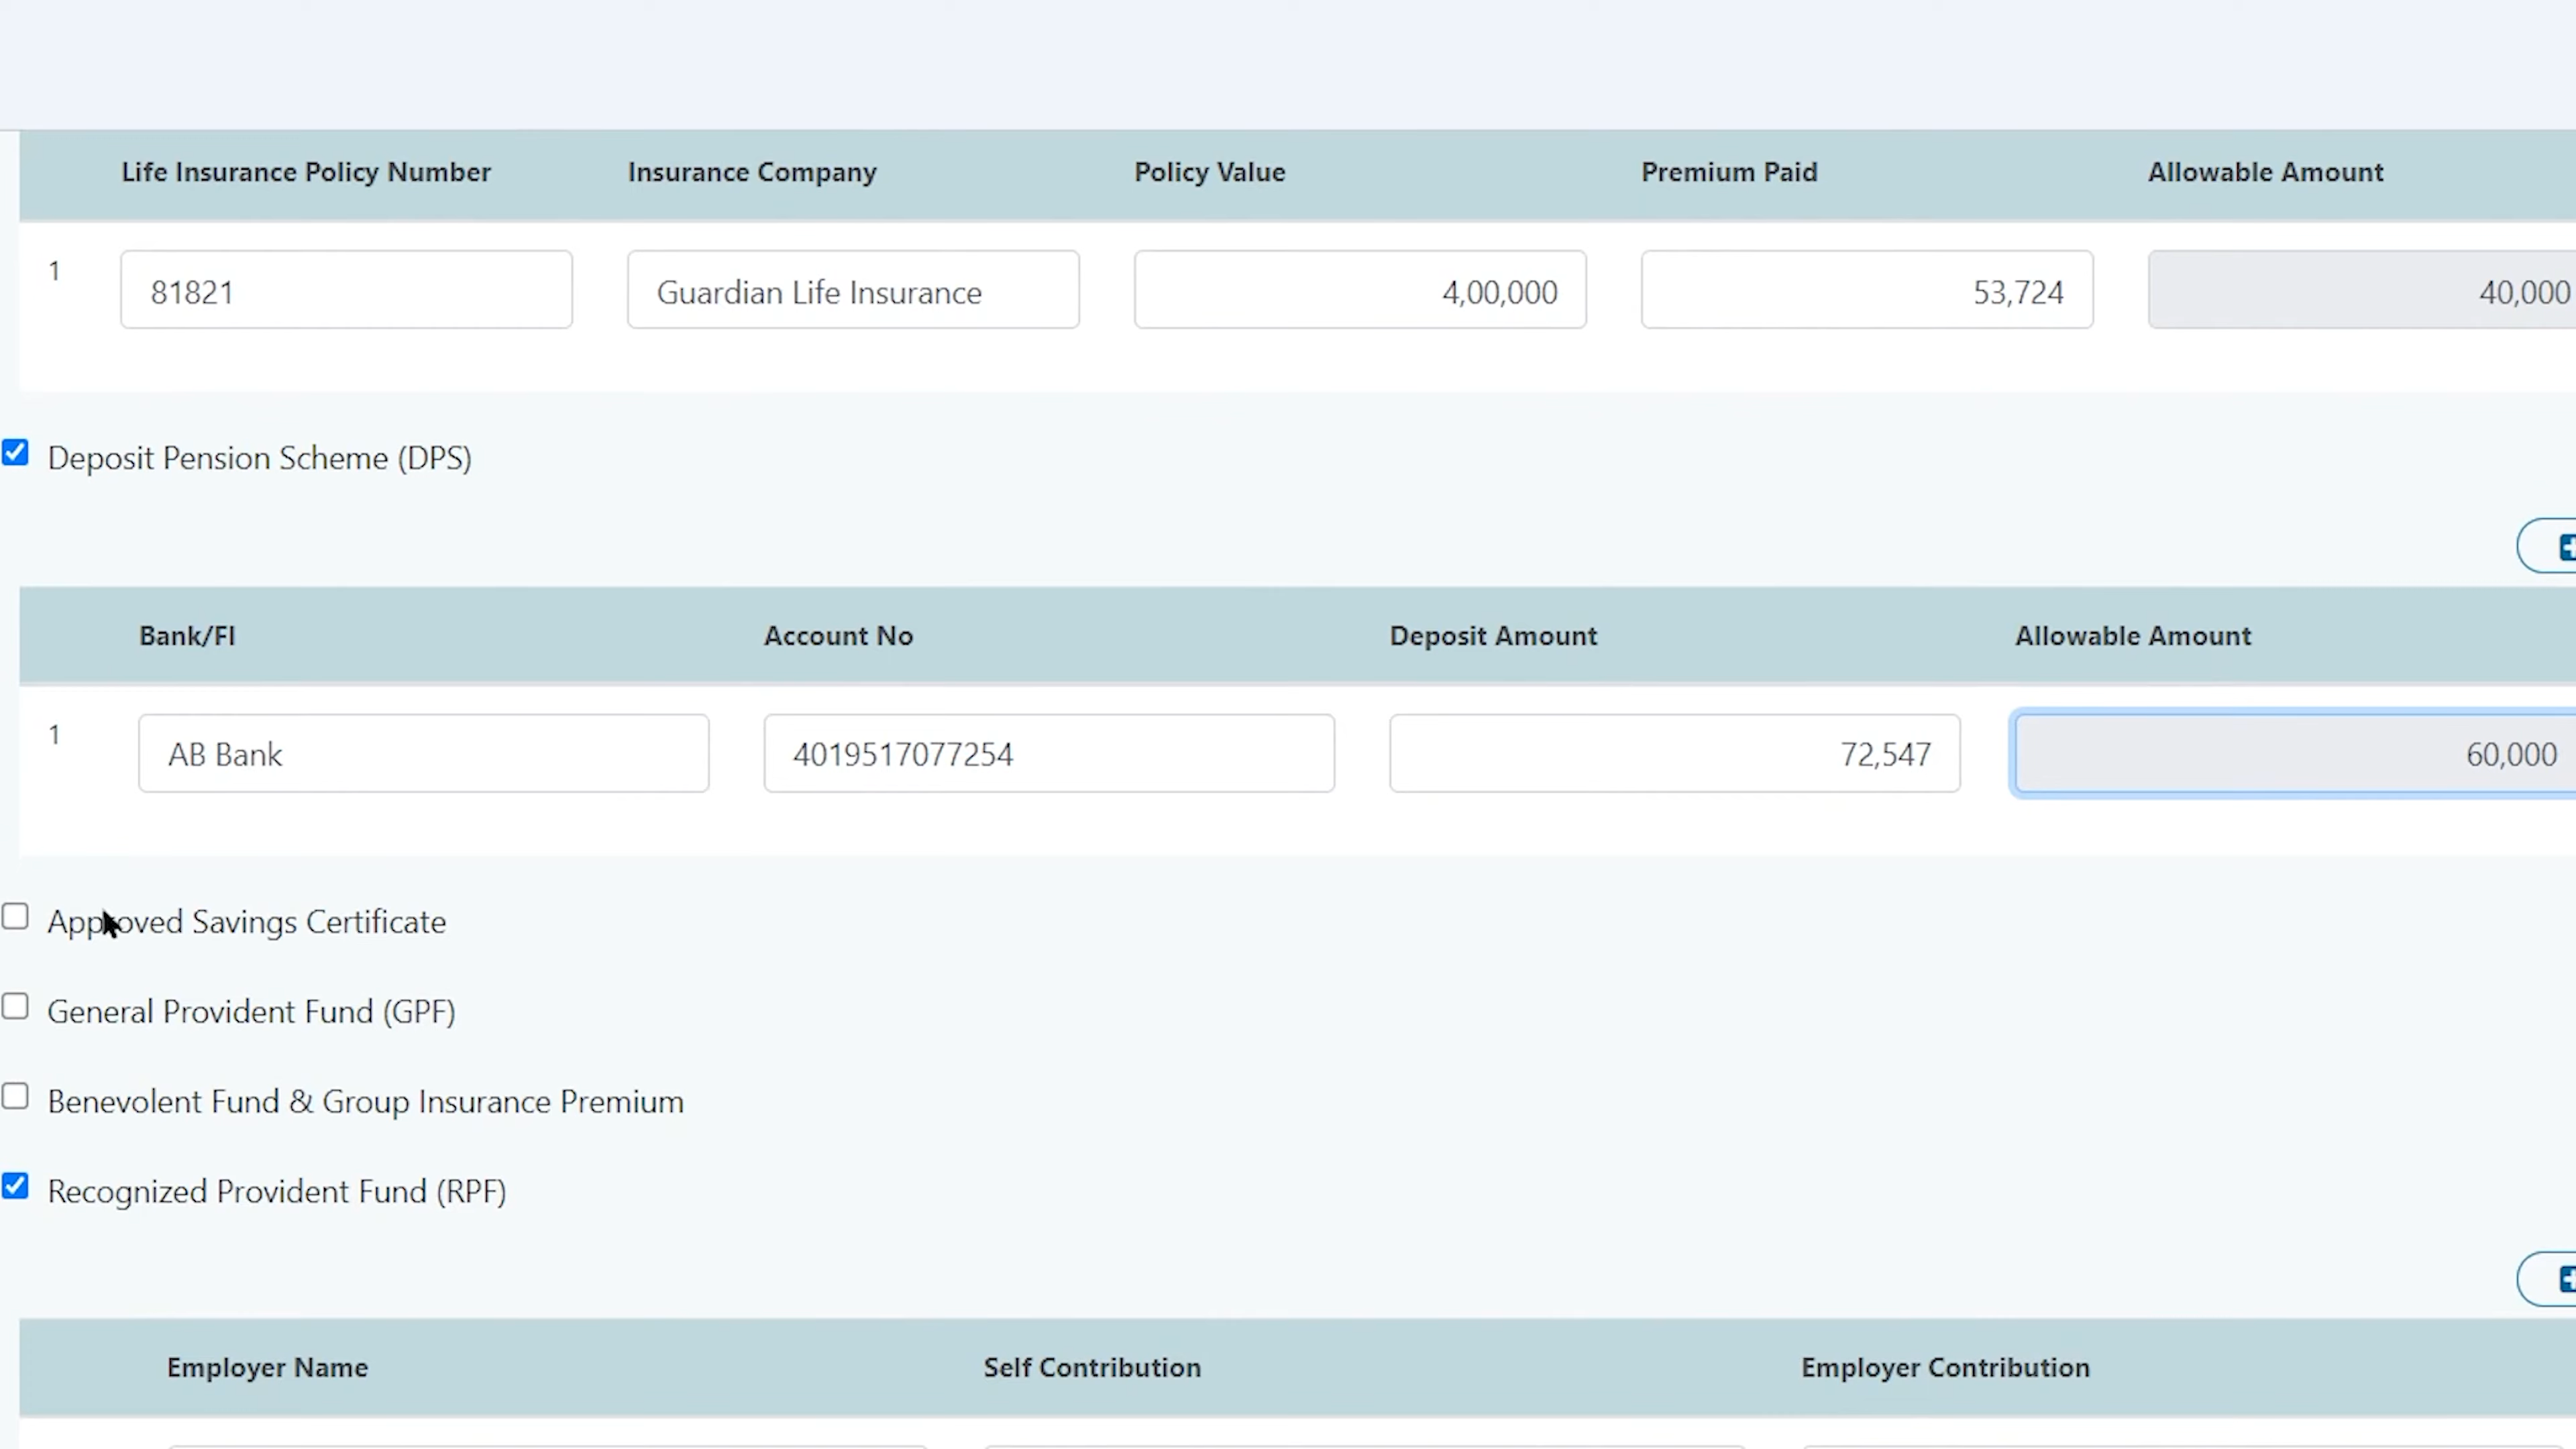 Life Insurance Policy Number Insurance Company Policy Value Premium Paid Allowable Amount
1 81821 Guardian Life Insurance 4,00,000 53,724 40,000
Deposit Pension Scheme (DPS)
Bank/FI Account No Deposit Amount Allowable Amount
1 AB Bank 4019517077254 72,547 60,000
Approved Savings Certificate
General Provident Fund (GPF)
Benevolent Fund & Group Insurance Premium
Recognized Provident Fund (RPF)
Employer Name Self Contribution Employer Contribution